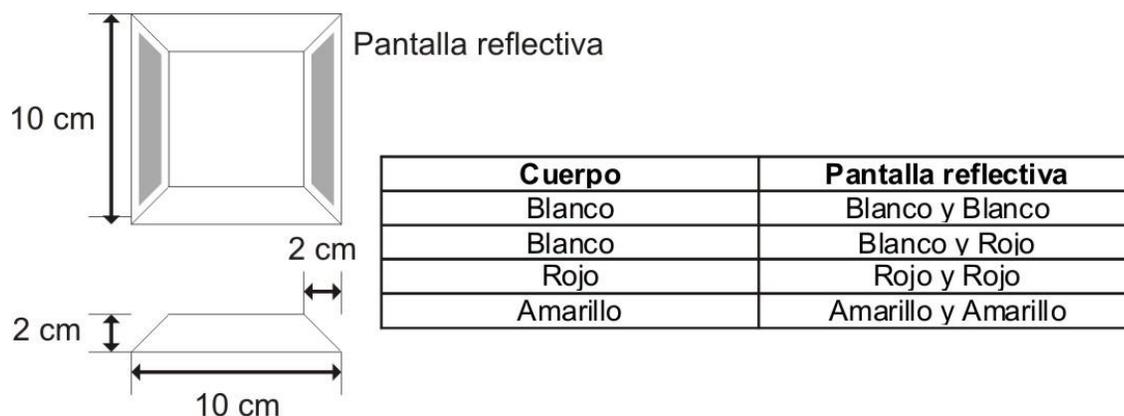 Pantalla reflectiva
10 cm
2 cm
2 cm
10 cm
Cuerpo Pantalla reflectiva
Blanco Blanco y Blanco
Blanco Blanco y Rojo
Rojo Rojo y Rojo
Amarillo Amarillo y Amarillo